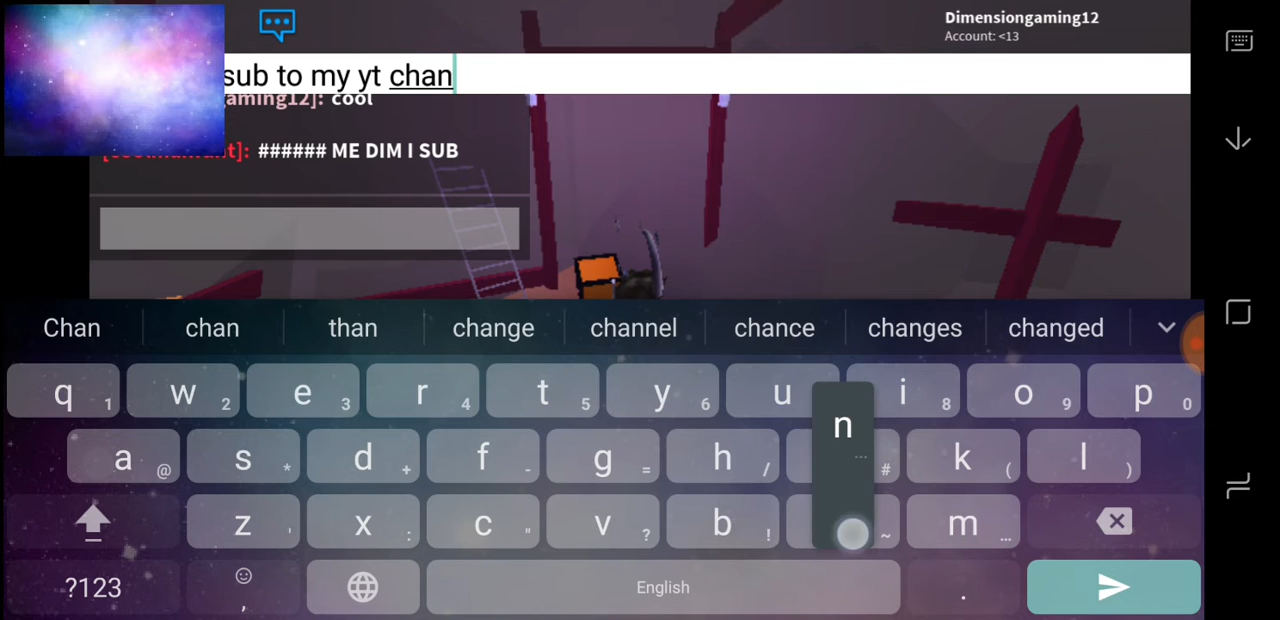 Dimensiongaming12
Account: <13
sub to my yt chan
gaming12]: cool
]: ###### ME DIM I SUB
Chan chan than change channel chance changes changed
q 1 w 2 e 3 r 4 t 5 y 6 u i 8 o 9 p 0
n
a @ s * d + f - g = h / # k ( l )
z ' x : c " v ? b ! ~ m ...
?123 , English .